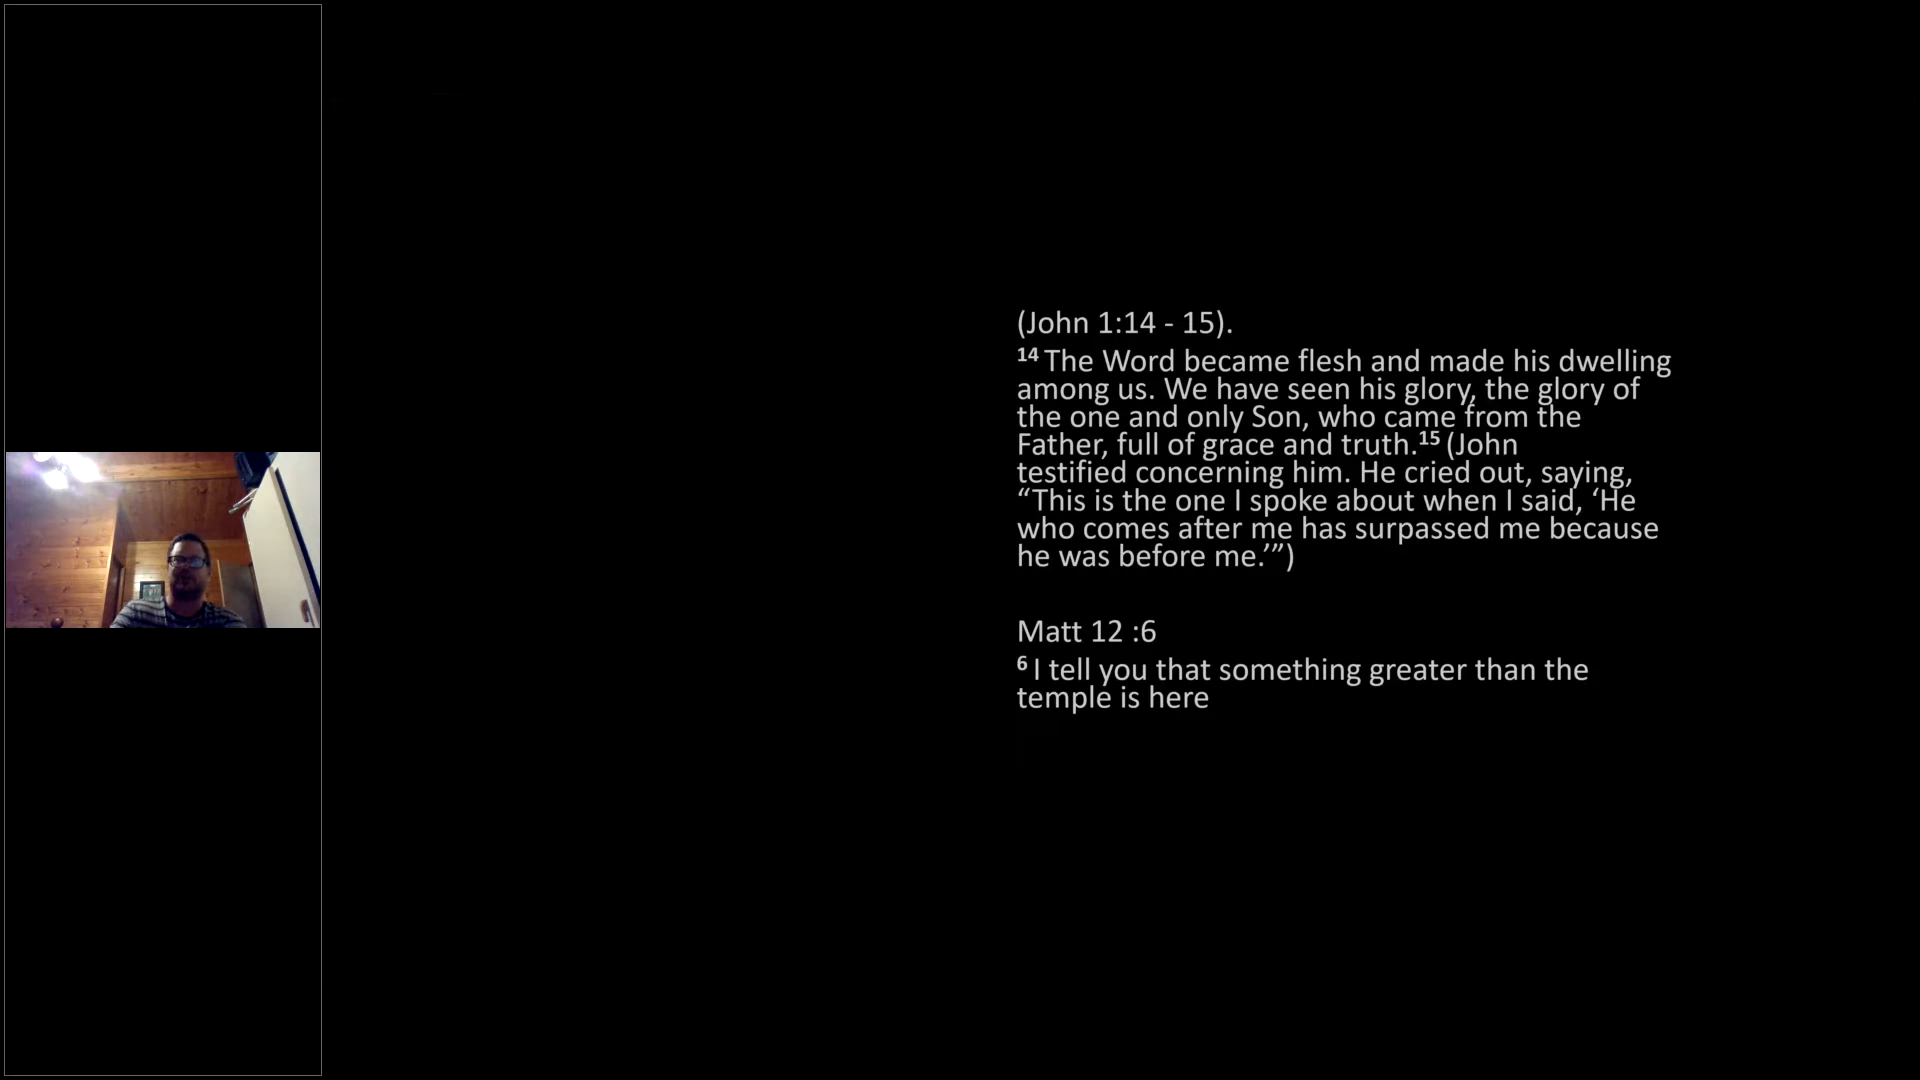 (John 1:14 - 15).
14 The Word became flesh and made his dwelling
among us. We have seen his glory, the glory of
the one and only Son, who came from the
Father, full of grace and truth.15 (John
testified concerning him. He cried out, saying,
“This is the one I spoke about when I said, ‘He
who comes after me has surpassed me because
he was before me.’”)
Matt 12 :6
6 I tell you that something greater than the
temple is here